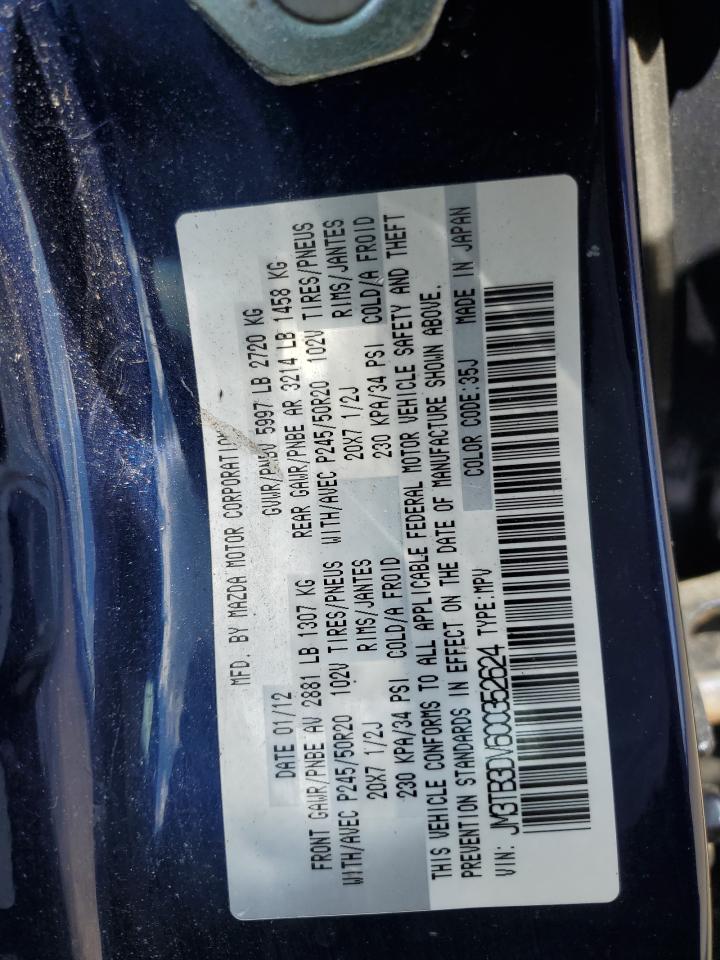 MFD. BY MAZDA MOTOR CORPORATION
DATE 01/12 GVWR/PNBV 5997 LB 2720 KG
FRONT GAWR/PNBE AV 2881 LB 1307 KG REAR GAWR/PNBE AR 3214 LB 1458 KG
WITH/AVEC P245/50R20 102V TIRES/PNEUS WITH/AVEC P245/50R20 102V TIRES/PNEUS
20X7 1/2J RIMS/JANTES 20X7 1/2J RIMS/JANTES
230 KPA/34 PSI COLD/A FROID 230 KPA/34 PSI COLD/A FROID
THIS VEHICLE CONFORMS TO ALL APPLICABLE FEDERAL MOTOR VEHICLE SAFETY AND THEFT
PREVENTION STANDARDS IN EFFECT ON THE DATE OF MANUFACTURE SHOWN ABOVE.
VIN: JM3TB3DV6C0352624 TYPE:MPV COLOR CODE:35J MADE IN JAPAN